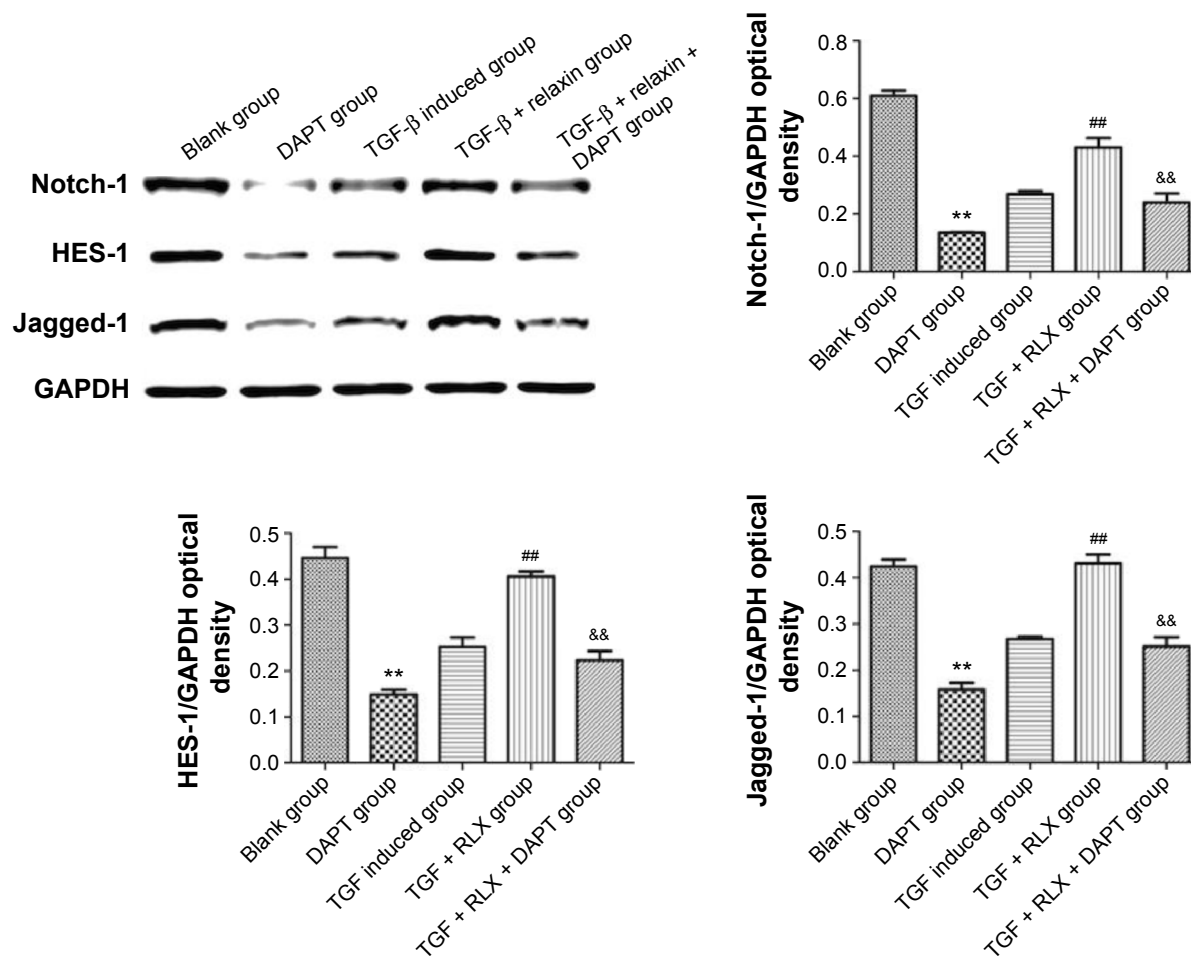 Blank group
DAPT group
TGF-β induced group
TGF-β + relaxin group
TGF-β + relaxin +
DAPT group
Notch-1
HES-1
Jagged-1
GAPDH
Notch-1/GAPDH optical
density
0.8
0.6
0.4
0.2
0.0
**
##
&&
Blank group
DAPT group
TGF induced group
TGF + RLX group
TGF + RLX + DAPT group
HES-1/GAPDH optical
density
0.5
0.4
0.3
0.2
0.1
0.0
**
##
&&
Blank group
DAPT group
TGF induced group
TGF + RLX group
TGF + RLX + DAPT group
Jagged-1/GAPDH optical
density
0.5
0.4
0.3
0.2
0.1
0.0
**
##
&&
Blank group
DAPT group
TGF induced group
TGF + RLX group
TGF + RLX + DAPT group